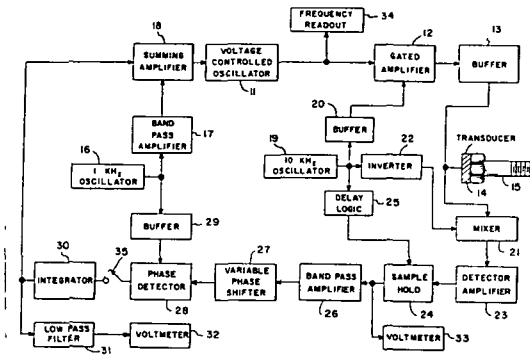 FREQUENCY
READOUT
34
18
SUMMING
AMPLIFIER
VOLTAGE
CONTROLLED
OSCILLATOR
11
12
GATED
AMPLIFIER
13
BUFFER
20
BUFFER
BAND
PASS
AMPLIFIER
17
16
1 KHz
OSCILLATOR
19
10 KHz
OSCILLATOR
22
INVERTER
TRANSDUCER
14
15
DELAY
LOGIC
25
BUFFER
29
MIXER
21
30
INTEGRATOR
35
PHASE
DETECTOR
28
27
VARIABLE
PHASE
SHIFTER
BAND PASS
AMPLIFIER
26
SAMPLE
HOLD
24
DETECTOR
AMPLIFIER
23
LOW PASS
FILTER
31
VOLTMETER
32
VOLTMETER
33